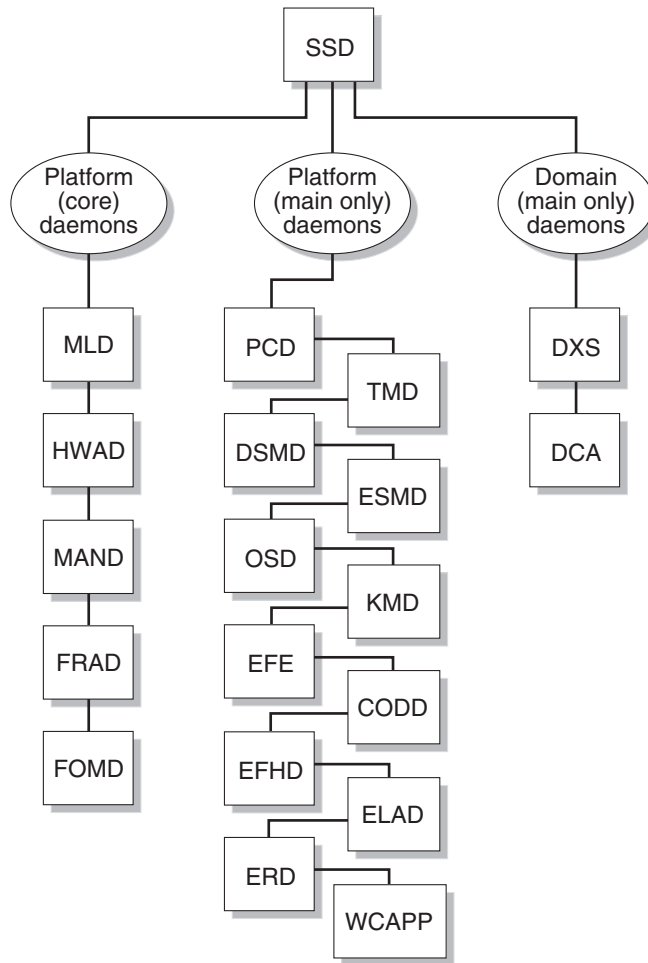 SSD
Platform
(core)
daemons
Platform
(main only)
daemons
Domain
(main only)
daemons
MLD
HWAD
MAND
FRAD
FOMD
PCD
TMD
DSMD
ESMD
OSD
KMD
EFE
CODD
EFHD
ELAD
ERD
WCAPP
DXS
DCA